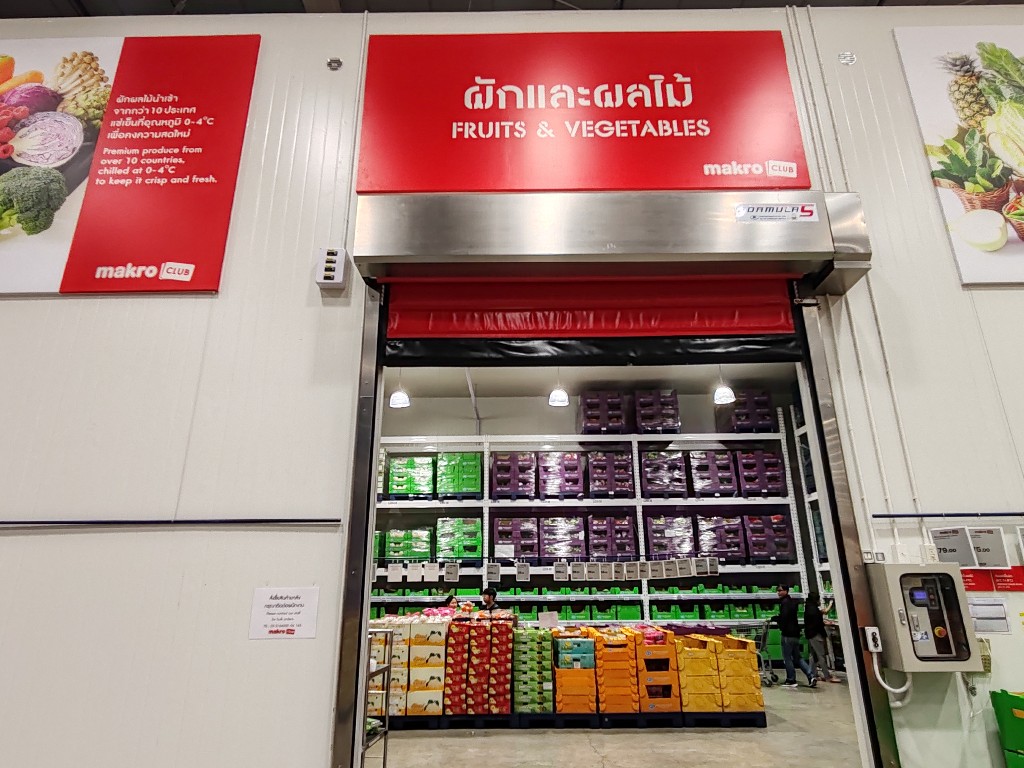 ผักผลไม้นำเข้า
จากกว่า 10 ประเทศ
แช่เย็นที่อุณหภูมิ 0-4°C
เพื่อคงความสดใหม่
Premium produce from
over 10 countries,
chilled at 0-4°C
to keep it crisp and fresh.
makro CLUB
ผักและผลไม้
FRUITS & VEGETABLES
makro CLUB
makro CLUB
79.00